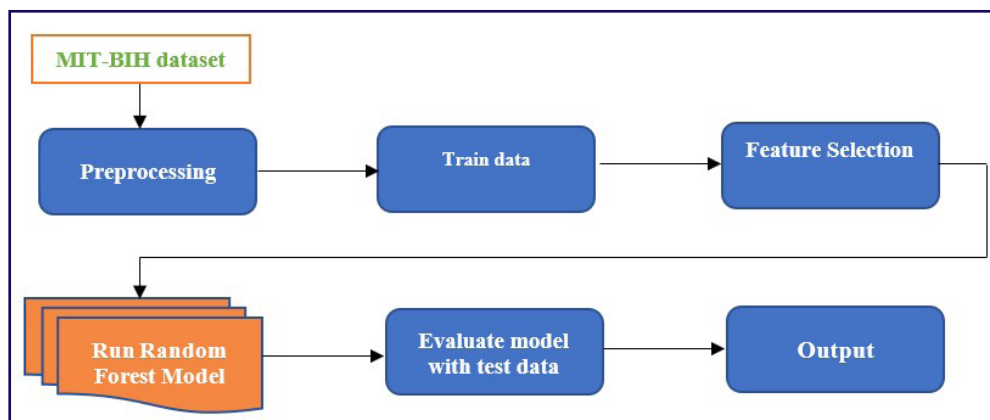 MIT-BIH dataset
Preprocessing
Train data
Feature Selection
Run Random
Forest Model
Evaluate model
with test data
Output